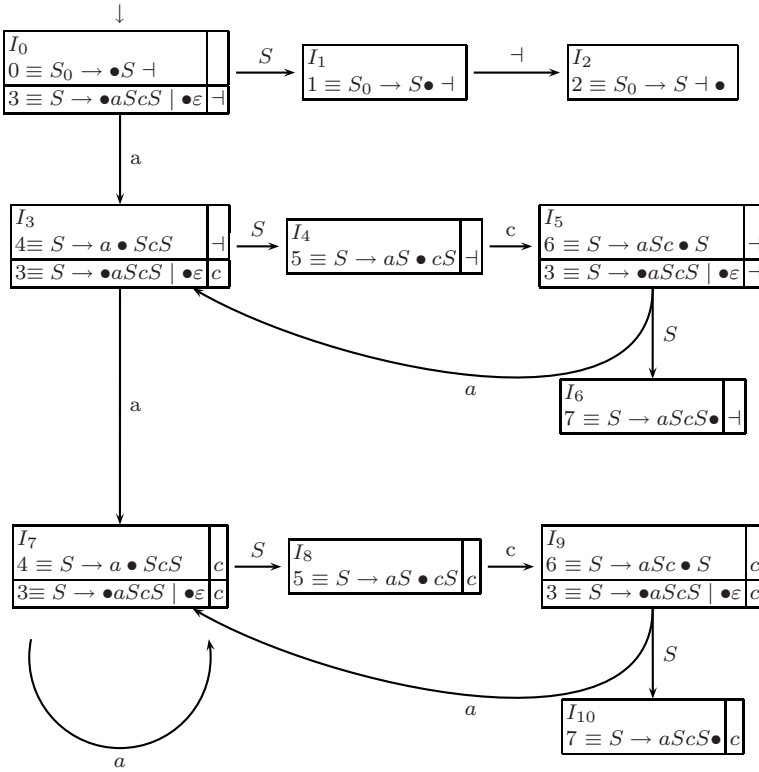 ↓
I₀
0 ≡ S₀ → •S ⊣
3 ≡ S → •aScS | •ε ⊣
S
I₁
1 ≡ S₀ → S• ⊣
⊣
I₂
2 ≡ S₀ → S ⊣ •
a
I₃
4≡ S → a • ScS ⊣
3≡ S → •aScS | •ε c
S
I₄
5 ≡ S → aS • cS ⊣
c
I₅
6 ≡ S → aSc • S ⊣
3 ≡ S → •aScS | •ε ⊣
a
S
I₆
7 ≡ S → aScS• ⊣
a
I₇
4 ≡ S → a • ScS c
3≡ S → •aScS | •ε c
S
I₈
5 ≡ S → aS • cS c
c
I₉
6 ≡ S → aSc • S c
3 ≡ S → •aScS | •ε c
a
S
I₁₀
7 ≡ S → aScS• c
a